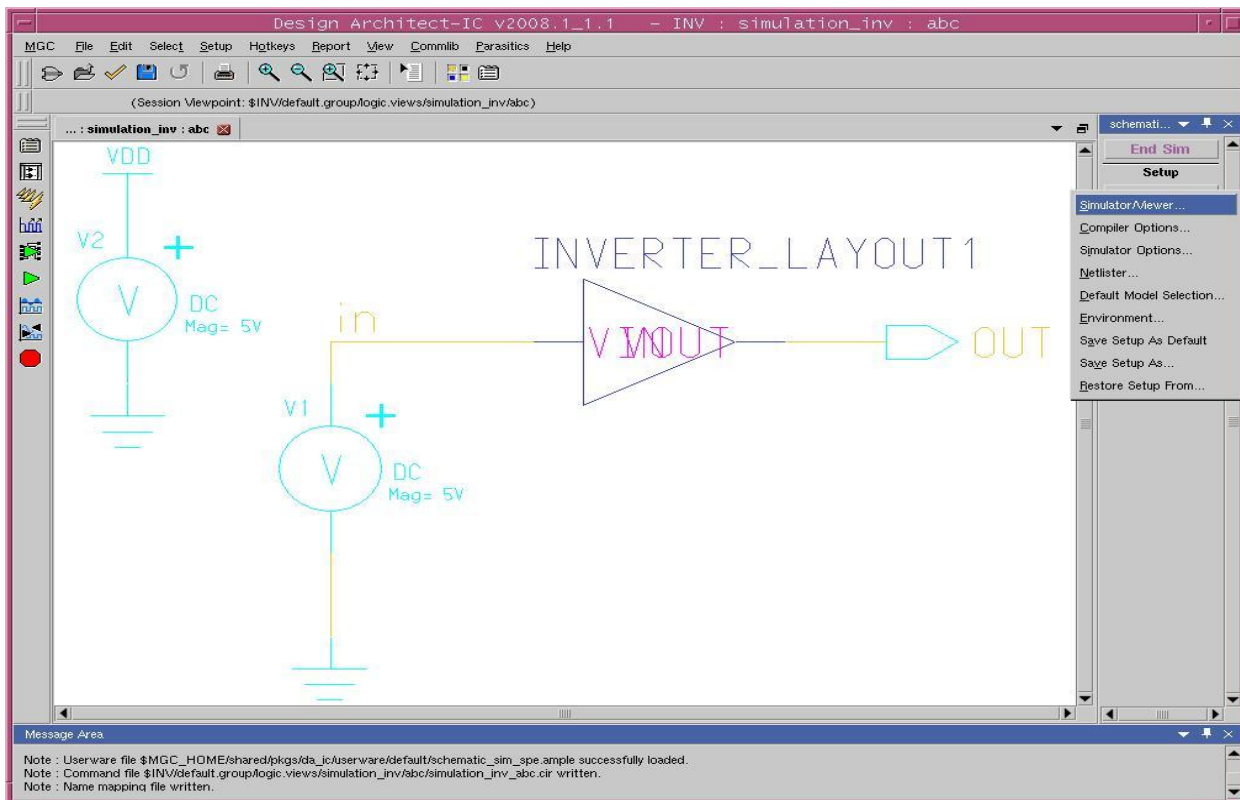 Design Architect-IC v2008.1_1.1 - INV : simulation_inv : abc
MGC File Edit Select Setup Hotkeys Report View Commlib Parasitics Help
(Session Viewpoint: $INV/default.group/logic.views/simulation_inv/abc)
... : simulation_inv : abc
schemati...
End Sim
Setup
Simulator/Viewer...
Compiler Options...
Simulator Options...
Netlister...
Default Model Selection...
Environment...
Save Setup As Default
Save Setup As...
Restore Setup From...
VDD
V2
+
V
DC
Mag= 5V
INVERTER_LAYOUT1
in
VIN
VOUT
OUT
V1
+
V
DC
Mag= 5V
Message Area
Note : Userware file $MGC_HOME/shared/pkgs/da_ic/userware/default/schematic_sim_spe.ample successfully loaded.
Note : Command file $INV/default.group/logic.views/simulation_inv/abc/simulation_inv_abc.cir written.
Note : Name mapping file written.